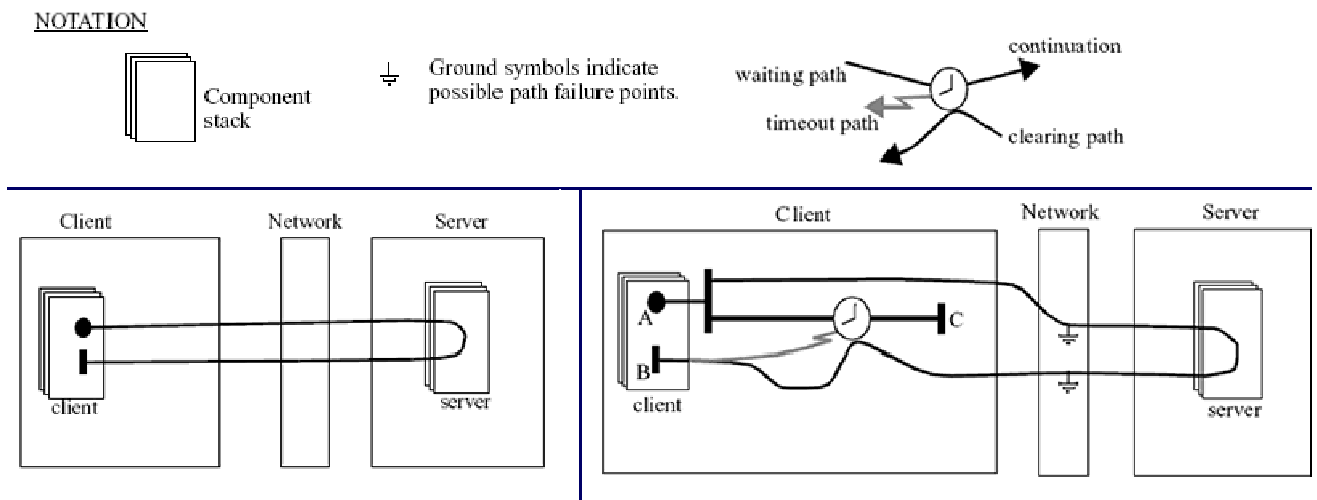 NOTATION
Component
stack
Ground symbols indicate
possible path failure points.
waiting path
continuation
timeout path
clearing path
Client
Network
Server
client
server
Client
Network
Server
A
B
C
client
server